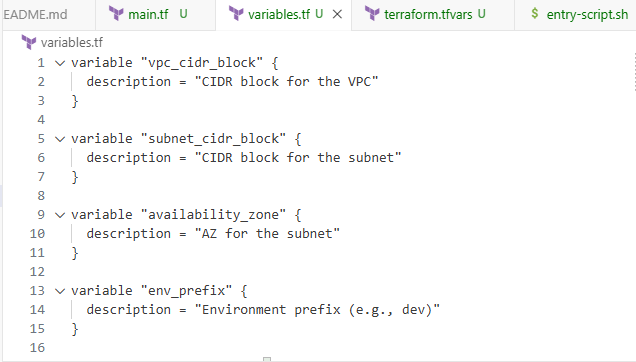 EADME.md main.tf U variables.tf U × terraform.tfvars U $ entry-script.sh
variables.tf
1 variable "vpc_cidr_block" {
2 description = "CIDR block for the VPC"
3 }
4
5 variable "subnet_cidr_block" {
6 description = "CIDR block for the subnet"
7 }
8
9 variable "availability_zone" {
10 description = "AZ for the subnet"
11 }
12
13 variable "env_prefix" {
14 description = "Environment prefix (e.g., dev)"
15 }
16